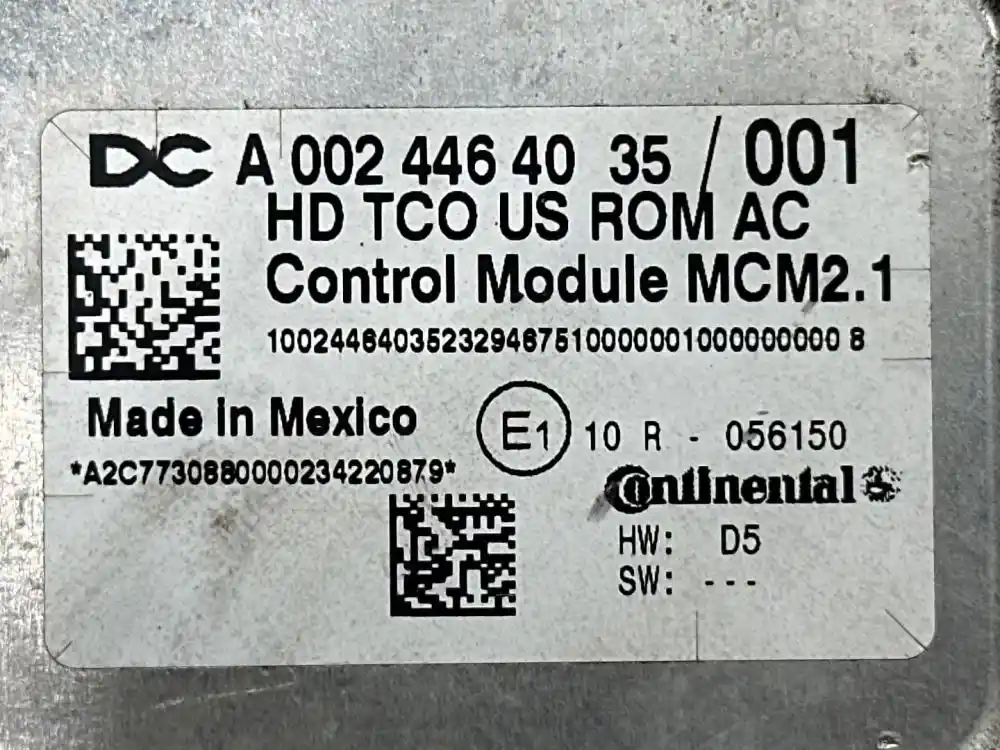 DC A 002 446 40 35 / 001
HD TCO US ROM AC
Control Module MCM2.1
10024464035232946751000000100000000 8
Made in Mexico
E1 10 R - 056150
*A2C7730880000234220879*
Continental
HW: D5
SW: ---